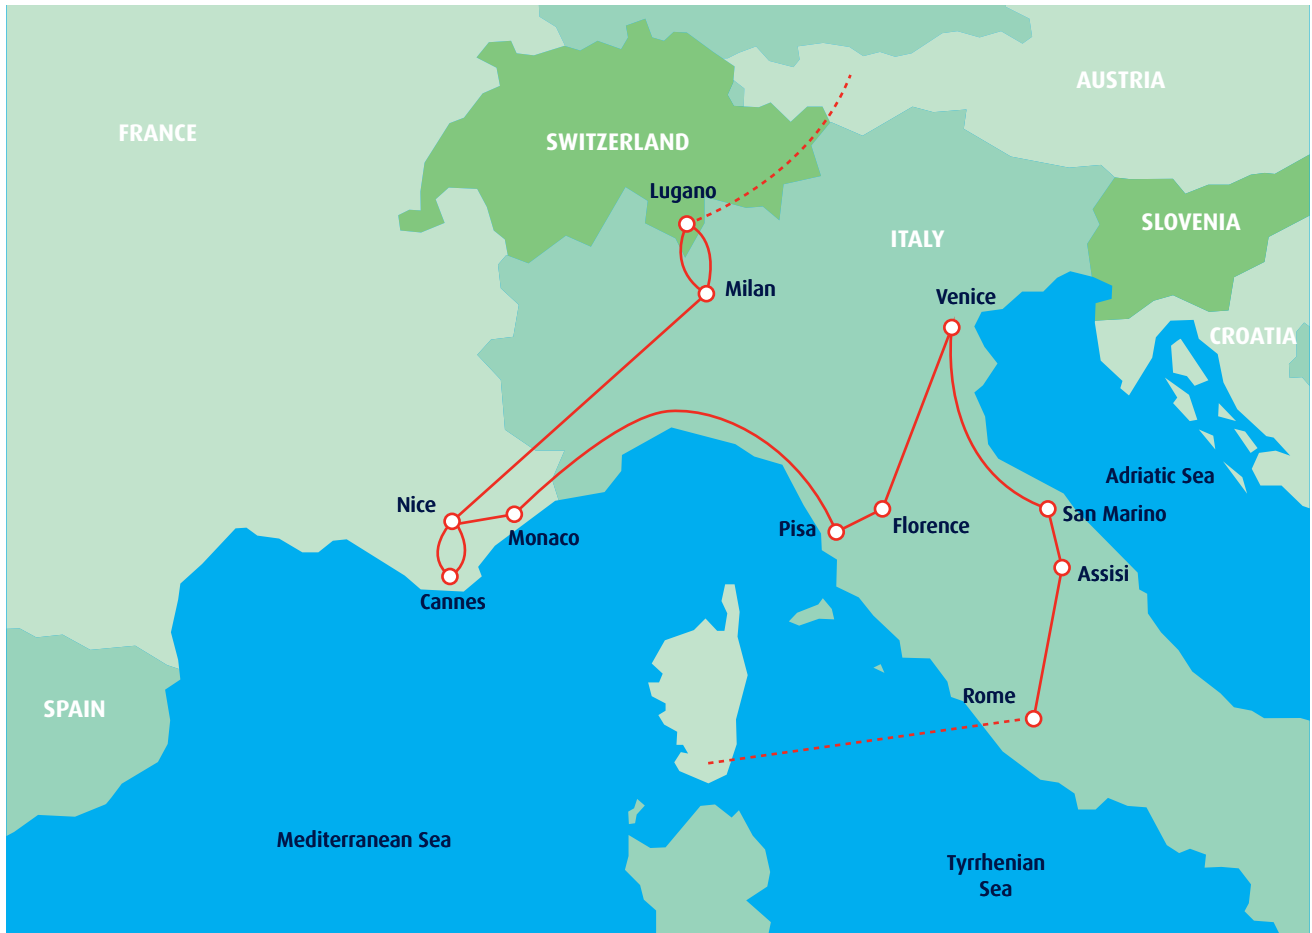 AUSTRIA
FRANCE
SWITZERLAND
Lugano
SLOVENIA
ITALY
Milan
Venice
CROATIA
Adriatic Sea
Nice
San Marino
Pisa
Florence
Monaco
Assisi
Cannes
Rome
SPAIN
Mediterranean Sea
Tyrrhenian
Sea